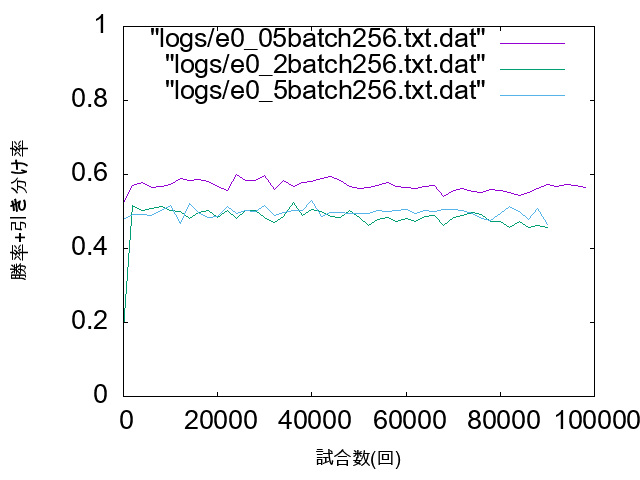 "logs/e0_05batch256.txt.dat"
"logs/e0_2batch256.txt.dat"
"logs/e0_5batch256.txt.dat"
1
0.8
0.6
0.4
0.2
0
勝率+引き分け率
0 20000 40000 60000 80000 100000
試合数(回)